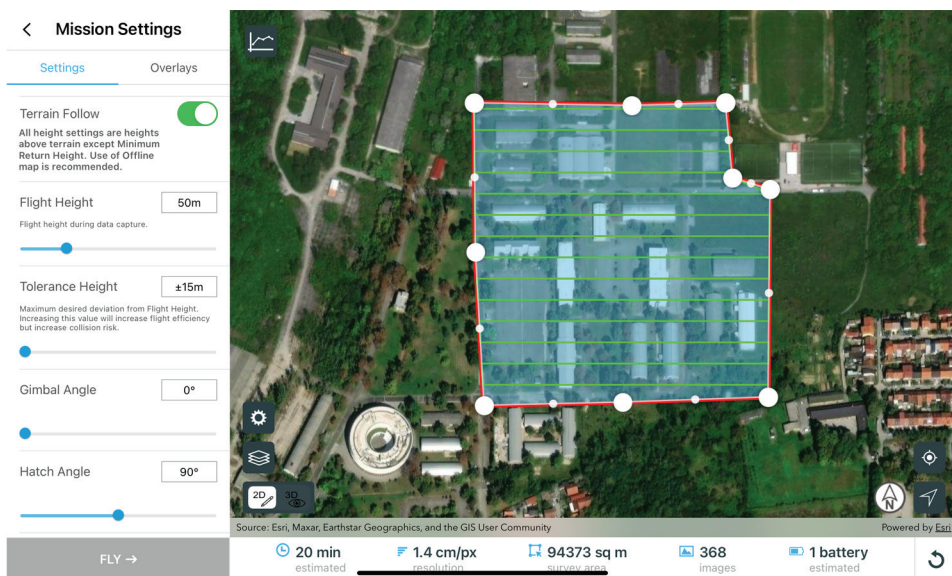 Mission Settings
Settings
Overlays
Terrain Follow
All height settings are heights
above terrain except Minimum
Return Height. Use of Offline
map is recommended.
Flight Height
50m
Flight height during data capture.
Tolerance Height
±15m
Maximum desired deviation from Flight Height.
Increasing this value will increase flight efficiency
but increase collision risk.
Gimbal Angle
0°
Hatch Angle
90°
FLY →
2D
3D
N
Source: Esri, Maxar, Earthstar Geographics, and the GIS User Community
Powered by Esri
20 min
estimated
1.4 cm/px
resolution
94373 sq m
survey area
368
images
1 battery
estimated